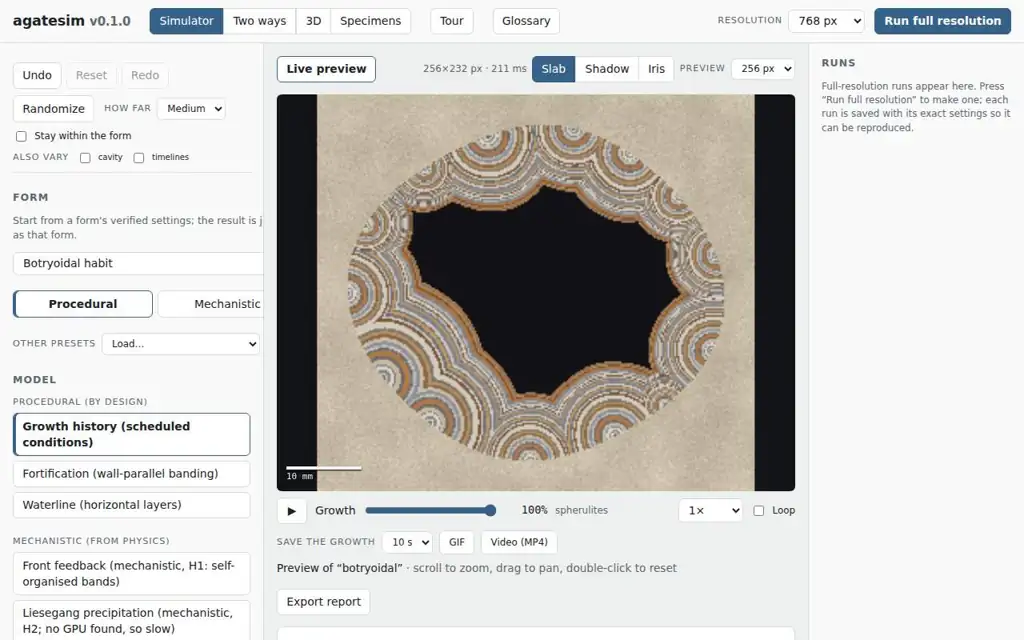 agatesim v0.1.0
Simulator Two ways 3D Specimens Tour Glossary RESOLUTION 768 px Run full resolution
Undo Reset Redo
Randomize HOW FAR Medium
Stay within the form
ALSO VARY cavity timelines
FORM
Start from a form's verified settings; the result is j
as that form.
Botryoidal habit
Procedural Mechanistic
OTHER PRESETS Load...
MODEL
PROCEDURAL (BY DESIGN)
Growth history (scheduled
conditions)
Fortification (wall-parallel banding)
Waterline (horizontal layers)
MECHANISTIC (FROM PHYSICS)
Front feedback (mechanistic, H1: self-
organised bands)
Liesegang precipitation (mechanistic,
H2; no GPU found, so slow)
Live preview 256×232 px · 211 ms Slab Shadow Iris PREVIEW 256 px
10 mm
▶ Growth 100% spherulites 1× Loop
SAVE THE GROWTH 10 s GIF Video (MP4)
Preview of “botryoidal” · scroll to zoom, drag to pan, double-click to reset
Export report
RUNS
Full-resolution runs appear here. Press
“Run full resolution” to make one; each
run is saved with its exact settings so it
can be reproduced.